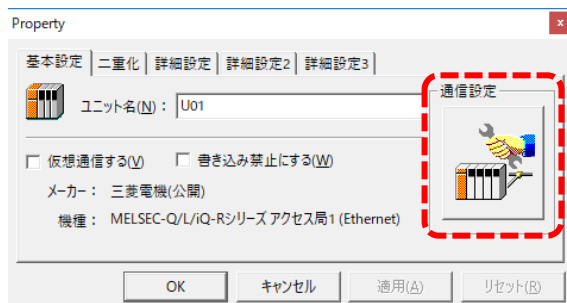 Property
x
基本設定 二重化 詳細設定 詳細設定2 詳細設定3
通信設定
ユニット名(N)： U01
仮想通信する(V) 書き込み禁止にする(W)
メーカー： 三菱電機(公開)
機種： MELSEC-Q/L/iQ-Rシリーズ アクセス局1 (Ethernet)
OK キャンセル 適用(A) リセット(R)